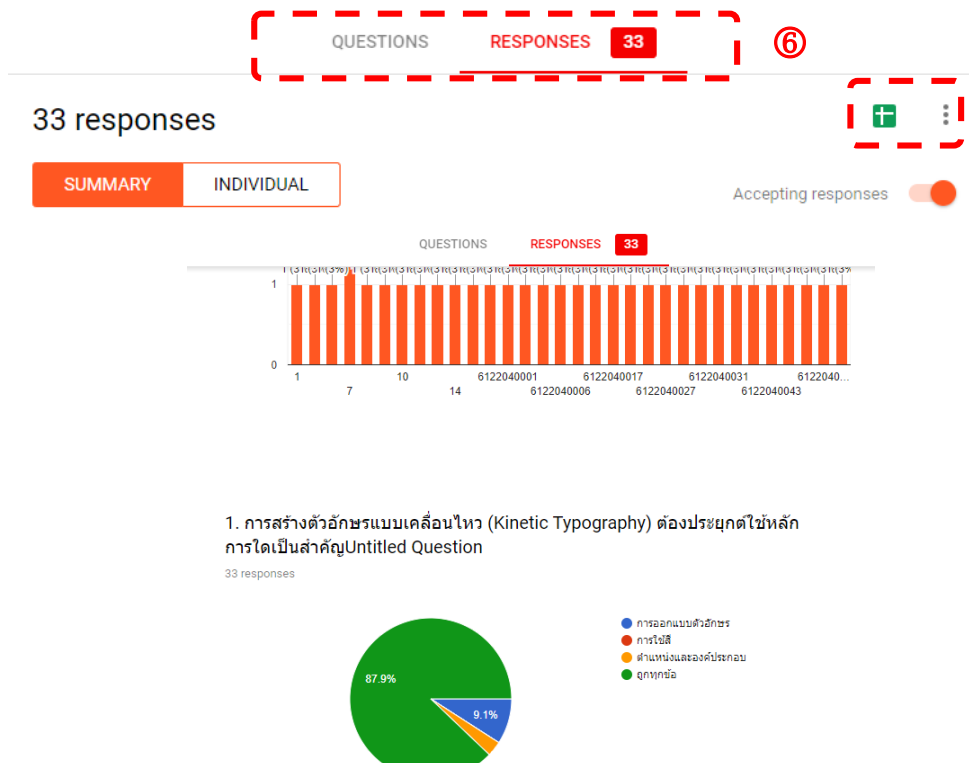 QUESTIONS RESPONSES 33 ⑥
33 responses
SUMMARY INDIVIDUAL
Accepting responses
QUESTIONS RESPONSES 33
1
0
1 10 6122040001 6122040017 6122040031 6122040...
7 14 6122040006 6122040027 6122040043
1. การสร้างตัวอักษรแบบเคลื่อนไหว (Kinetic Typography) ต้องประยุกต์ใช้หลัก
การใดเป็นสำคัญUntitled Question
33 responses
การออกแบบตัวอักษร
การใช้สี
ตำแหน่งและองค์ประกอบ
ถูกทุกข้อ
87.9%
9.1%